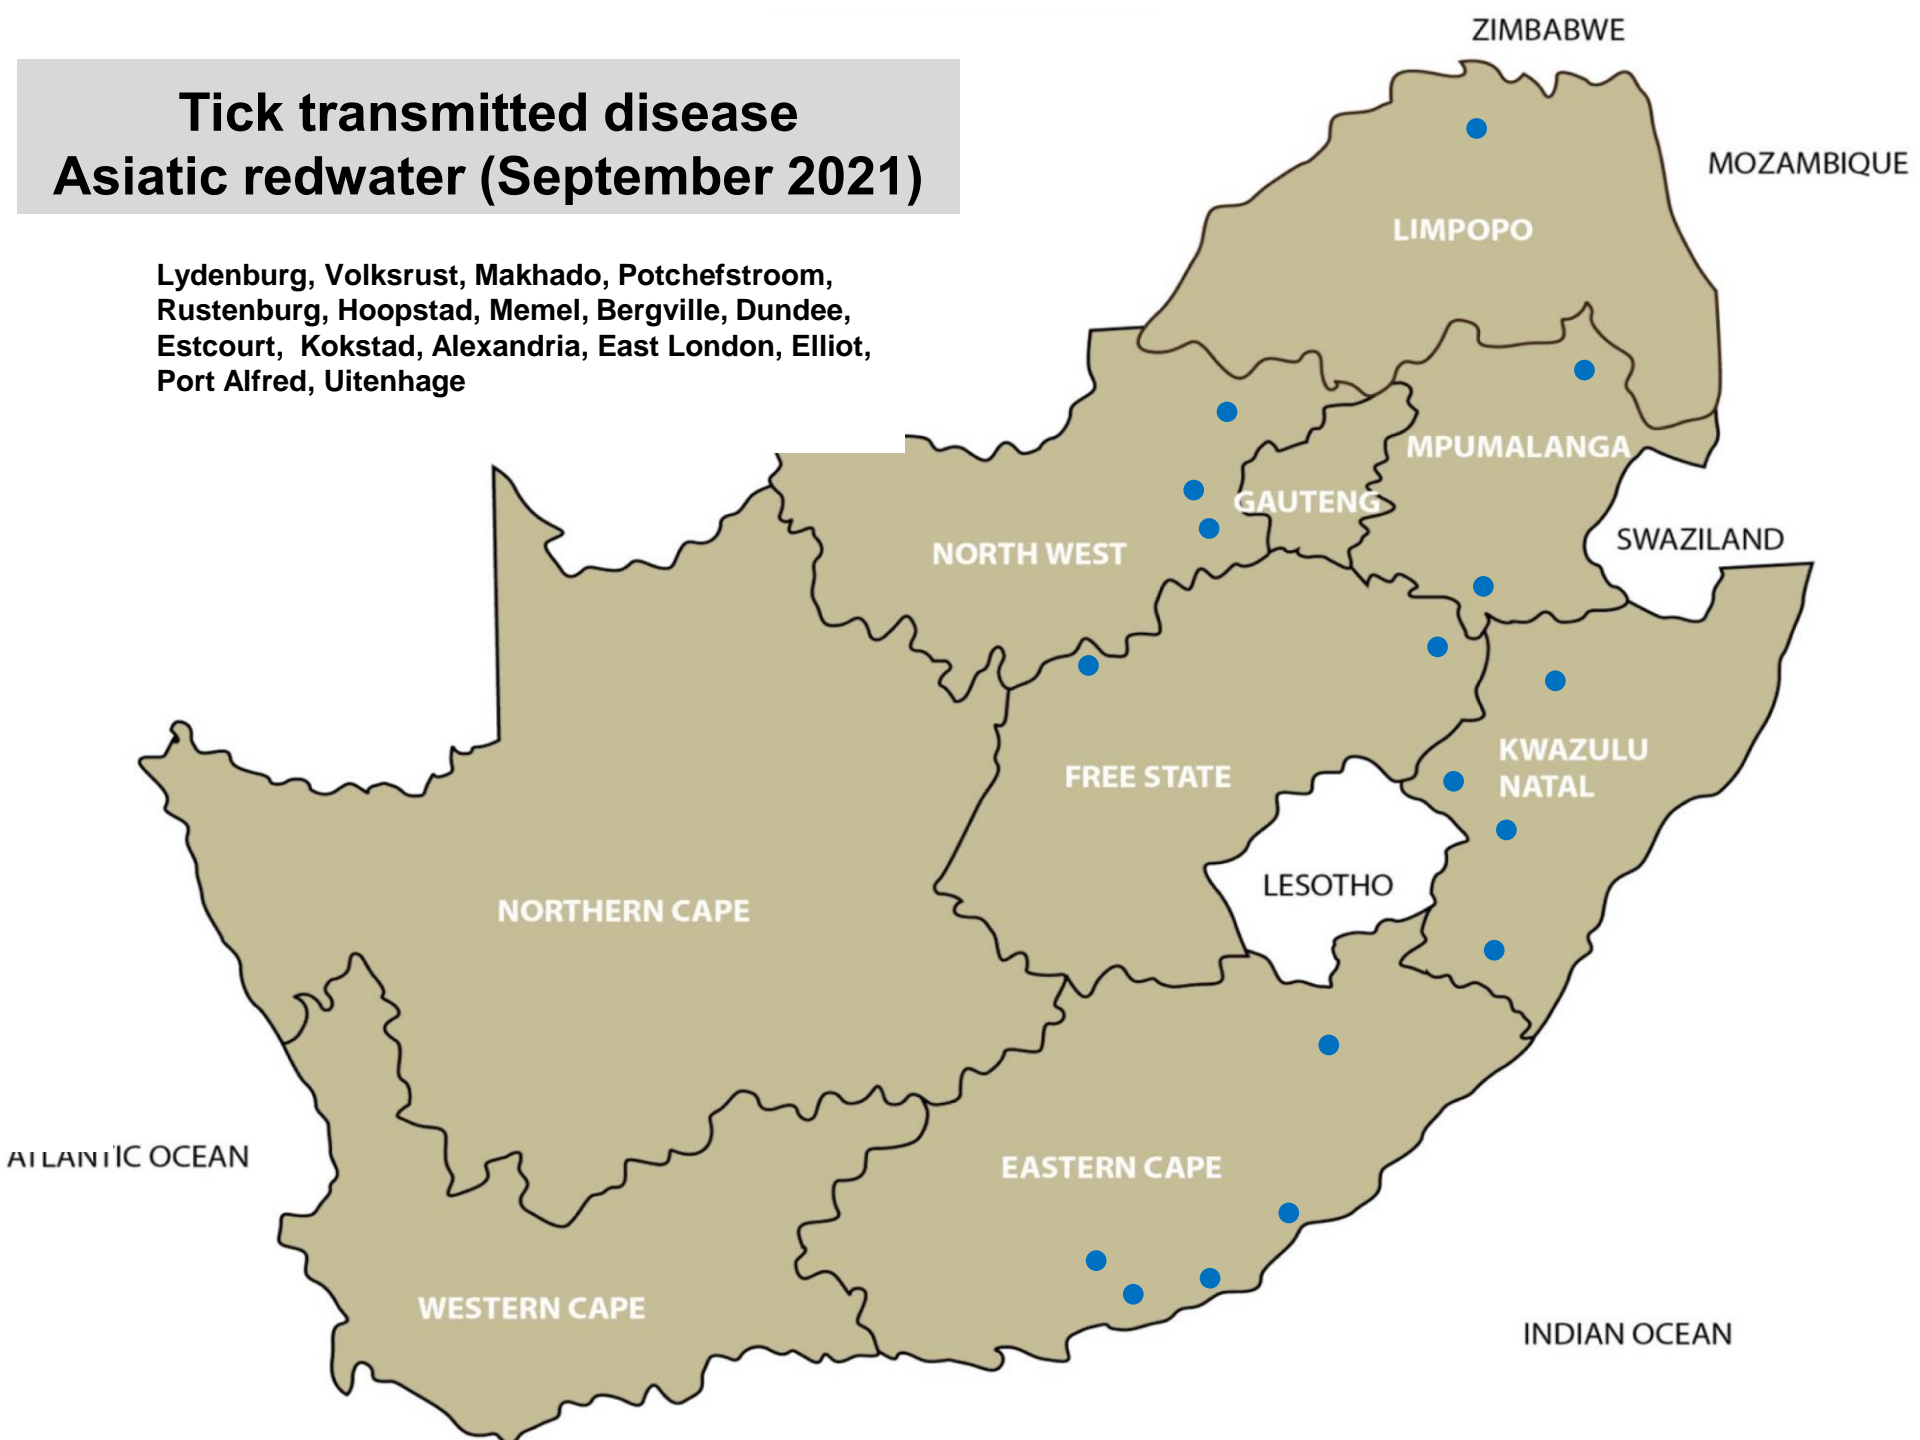 Tick transmitted disease
Asiatic redwater (September 2021)
Lydenburg, Volksrust, Makhado, Potchefstroom,
Rustenburg, Hoopstad, Memel, Bergville, Dundee,
Estcourt, Kokstad, Alexandria, East London, Elliot,
Port Alfred, Uitenhage
ZIMBABWE
MOZAMBIQUE
LIMPOPO
MPUMALANGA
GAUTENG
NORTH WEST
SWAZILAND
KWAZULU
NATAL
FREE STATE
LESOTHO
NORTHERN CAPE
ATLANTIC OCEAN
EASTERN CAPE
WESTERN CAPE
INDIAN OCEAN